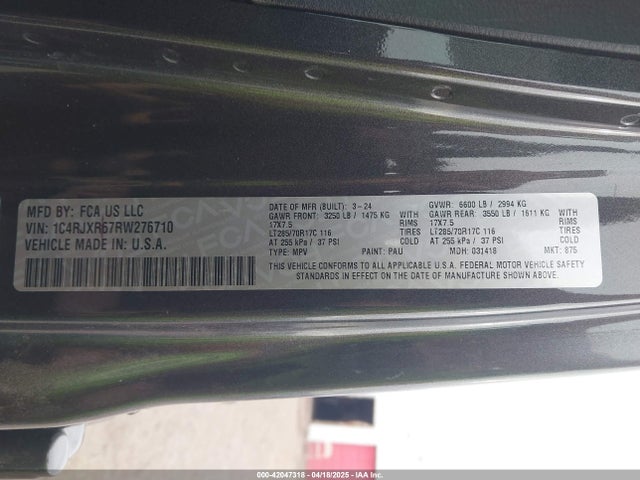 MFD BY: FCA US LLC
VIN: 1C4RJXR67RW276710
VEHICLE MADE IN: U.S.A.
DATE OF MFR (BUILT): 3-24
GAWR FRONT: 3250 LB / 1475 KG WITH
17X7.5 RIMS
LT285/70R17C 116 TIRES
AT 255 kPa / 37 PSI
TYPE: MPV PAINT: PAU
GVWR: 6600 LB / 2994 KG
GAWR REAR: 3550 LB / 1611 KG WITH
17X7.5 RIMS
LT285/70R17C 116 TIRES
AT 255 kPa / 37 PSI
MDH: 031418 MKT: 875
THIS VEHICLE CONFORMS TO ALL APPLICABLE U.S.A. FEDERAL MOTOR VEHICLE SAFETY
STANDARDS IN EFFECT ON THE DATE OF MANUFACTURE SHOWN ABOVE.
000-42047318 - 04/18/2025 - IAAI.COM